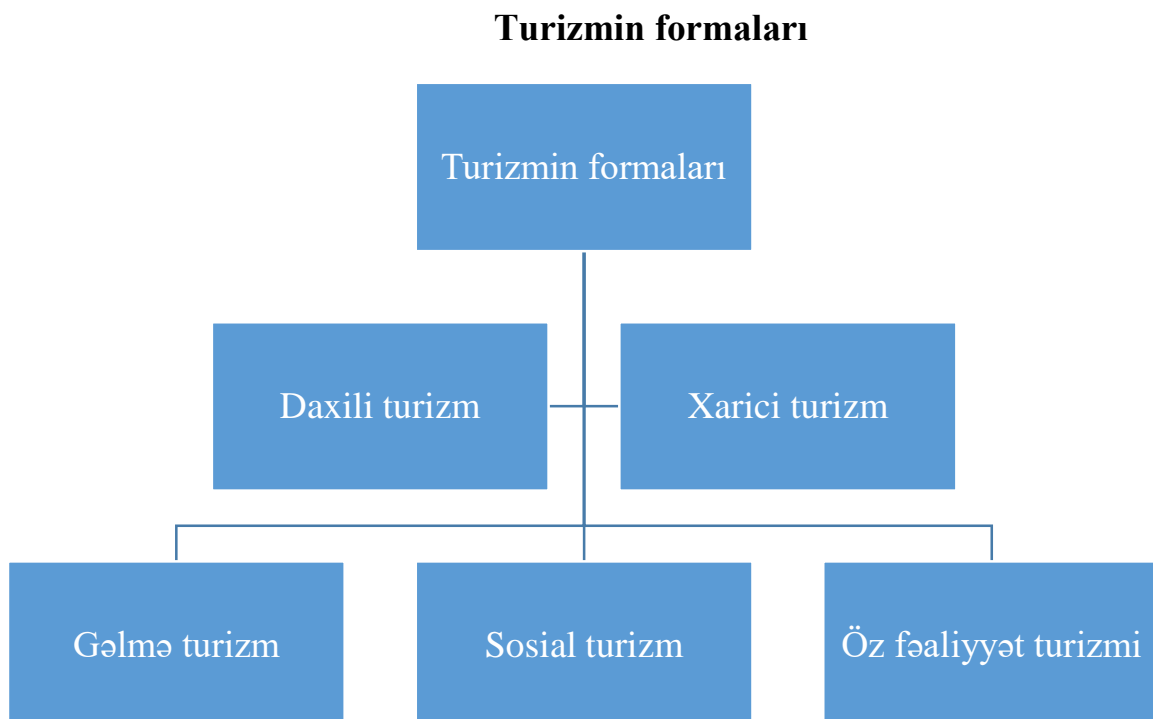 Turizmin formaları
Turizmin formaları
Daxili turizm
Xarici turizm
Gəlmə turizm
Sosial turizm
Öz fəaliyyət turizmi